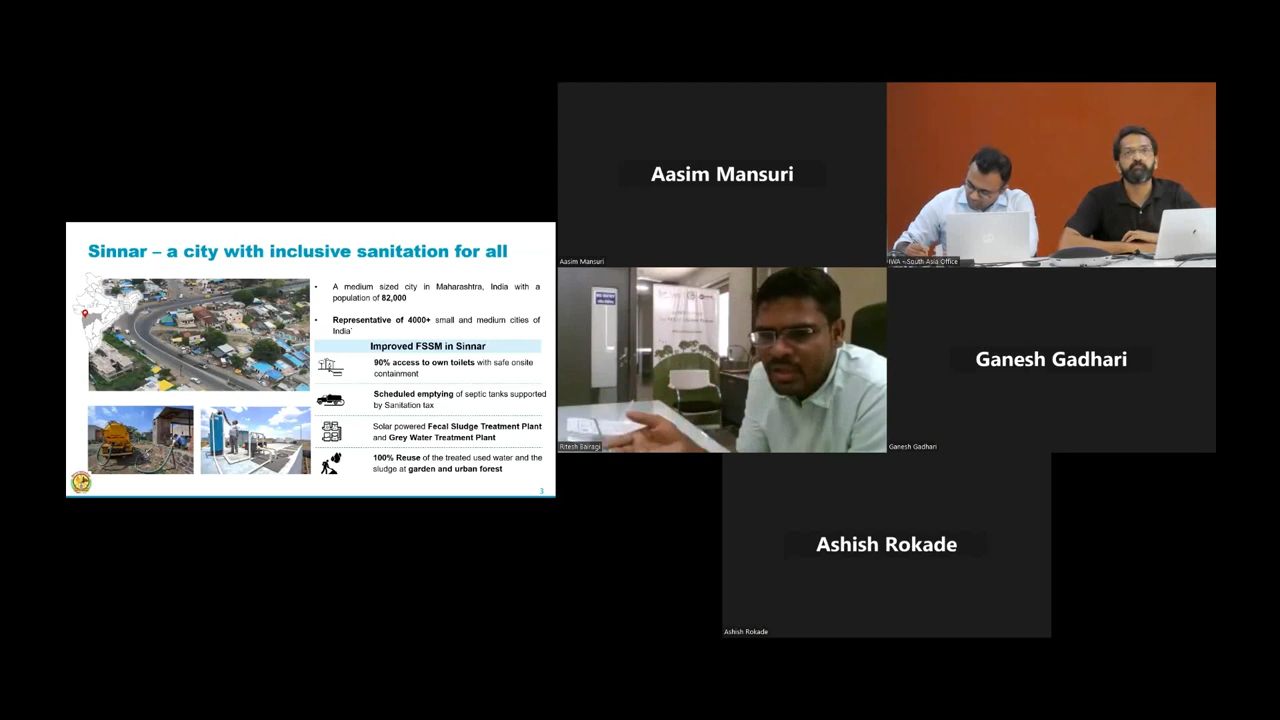 Sinnar – a city with inclusive sanitation for all
• A medium sized city in Maharashtra, India with a
population of 82,000
• Representative of 4000+ small and medium cities of
India`
Improved FSSM in Sinnar
90% access to own toilets with safe onsite
containment
Scheduled emptying of septic tanks supported
by Sanitation tax
Solar powered Fecal Sludge Treatment Plant
and Grey Water Treatment Plant
100% Reuse of the treated used water and the
sludge at garden and urban forest
3
Aasim Mansuri
Aasim Mansuri
IWA - South Asia Office
Ritesh Bairagi
Ganesh Gadhari
Ganesh Gadhari
Ashish Rokade
Ashish Rokade